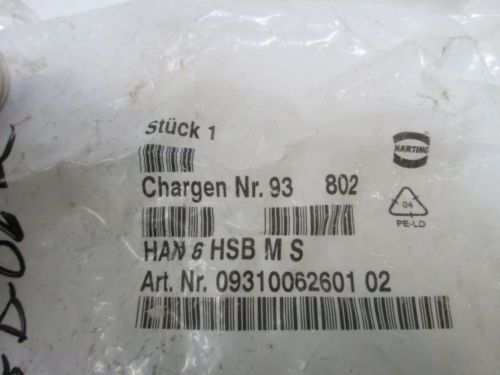 Stück 1
HARTING
Chargen Nr. 93 802
04
PE-LD
HAN 6 HSB M S
Art. Nr. 09310062601 02